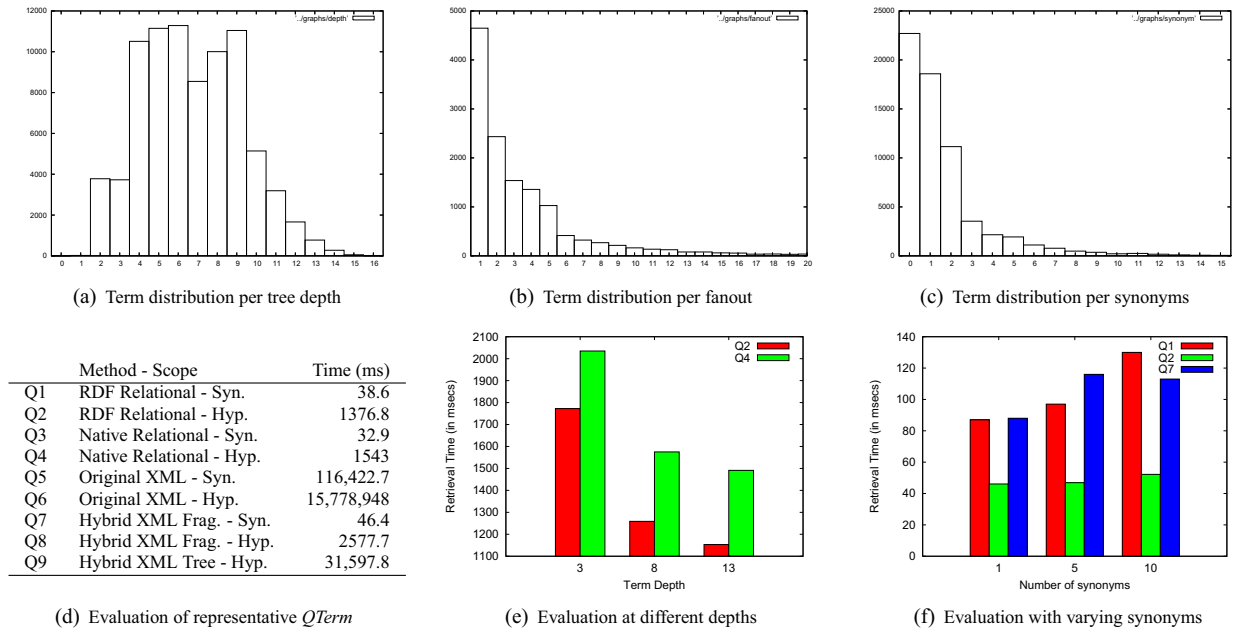 '../graphs/depth'
12000
10000
8000
6000
4000
2000
0
0 1 2 3 4 5 6 7 8 9 10 11 12 13 14 15 16
(a) Term distribution per tree depth
'../graphs/fanout'
5000
4000
3000
2000
1000
0
1 2 3 4 5 6 7 8 9 10 11 12 13 14 15 16 17 18 19 20
(b) Term distribution per fanout
'../graphs/synonym'
25000
20000
15000
10000
5000
0
0 1 2 3 4 5 6 7 8 9 10 11 12 13 14 15
(c) Term distribution per synonyms
Method - Scope Time (ms)
Q1 RDF Relational - Syn. 38.6
Q2 RDF Relational - Hyp. 1376.8
Q3 Native Relational - Syn. 32.9
Q4 Native Relational - Hyp. 1543
Q5 Original XML - Syn. 116,422.7
Q6 Original XML - Hyp. 15,778,948
Q7 Hybrid XML Frag. - Syn. 46.4
Q8 Hybrid XML Frag. - Hyp. 2577.7
Q9 Hybrid XML Tree - Hyp. 31,597.8
(d) Evaluation of representative QTerm
Retrieval Time (in msecs)
2100
2000
1900
1800
1700
1600
1500
1400
1300
1200
1100
Q2
Q4
3 8 13
Term Depth
(e) Evaluation at different depths
Retrieval Time (in msecs)
140
120
100
80
60
40
20
0
Q1
Q2
Q7
1 5 10
Number of synonyms
(f) Evaluation with varying synonyms